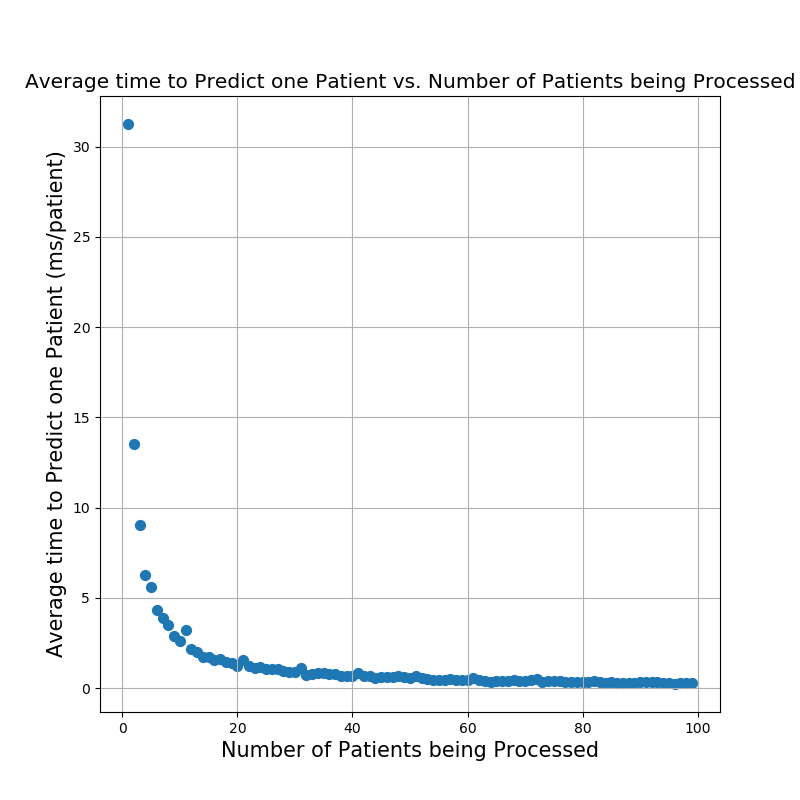 Average time to Predict one Patient vs. Number of Patients being Processed
Average time to Predict one Patient (ms/patient)
30
25
20
15
10
5
0
0 20 40 60 80 100
Number of Patients being Processed